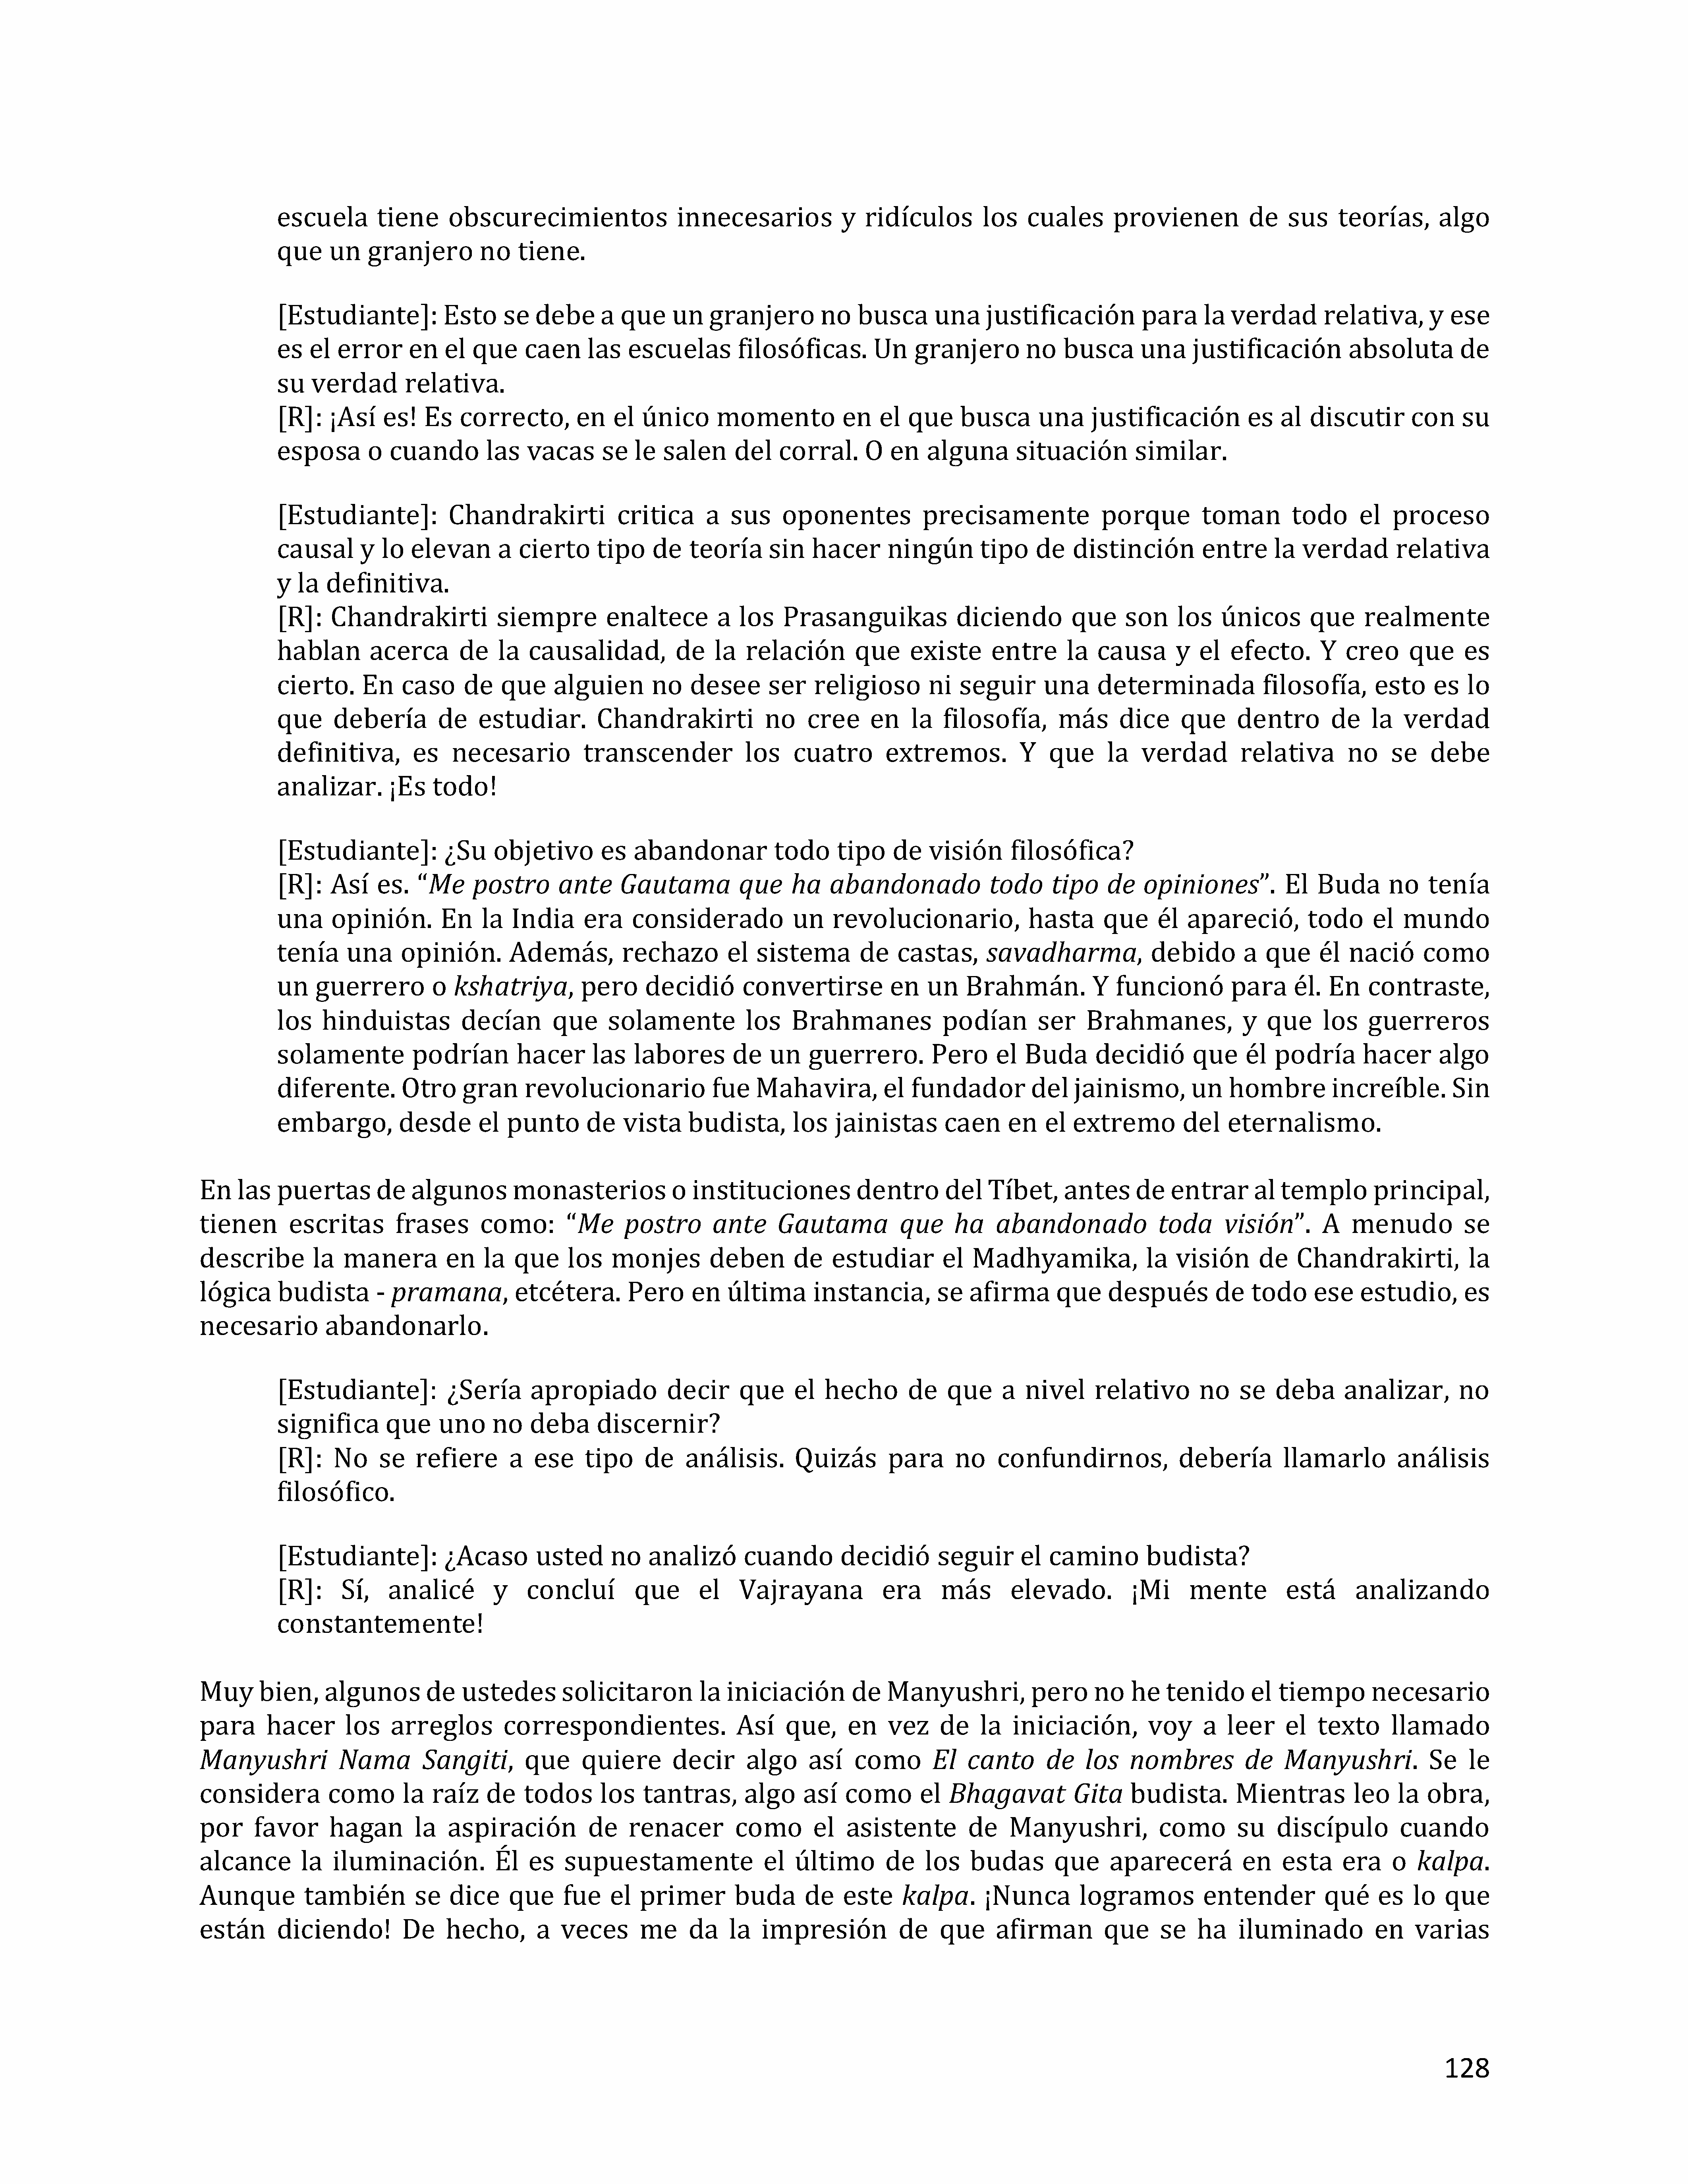 escuela tiene obscurecimientos innecesarios y ridículos los cuales provienen de sus teorías, algo
que un granjero no tiene.
[Estudiante]: Esto se debe a que un granjero no busca una justificación para la verdad relativa, y ese
es el error en el que caen las escuelas filosóficas. Un granjero no busca una justificación absoluta de
su verdad relativa.
[R]: ¡Así es! Es correcto, en el único momento en el que busca una justificación es al discutir con su
esposa o cuando las vacas se le salen del corral. O en alguna situación similar.
[Estudiante]: Chandrakirti critica a sus oponentes precisamente porque toman todo el proceso
causal y lo elevan a cierto tipo de teoría sin hacer ningún tipo de distinción entre la verdad relativa
y la definitiva.
[R]: Chandrakirti siempre enaltece a los Prasanguikas diciendo que son los únicos que realmente
hablan acerca de la causalidad, de la relación que existe entre la causa y el efecto. Y creo que es
cierto. En caso de que alguien no desee ser religioso ni seguir una determinada filosofía, esto es lo
que debería de estudiar. Chandrakirti no cree en la filosofía, más dice que dentro de la verdad
definitiva, es necesario transcender los cuatro extremos. Y que la verdad relativa no se debe
analizar. ¡Es todo!
[Estudiante]: ¿Su objetivo es abandonar todo tipo de visión filosófica?
[R]: Así es. “Me postro ante Gautama que ha abandonado todo tipo de opiniones”. El Buda no tenía
una opinión. En la India era considerado un revolucionario, hasta que él apareció, todo el mundo
tenía una opinión. Además, rechazo el sistema de castas, savadharma, debido a que él nació como
un guerrero o kshatriya, pero decidió convertirse en un Brahmán. Y funcionó para él. En contraste,
los hinduistas decían que solamente los Brahmanes podían ser Brahmanes, y que los guerreros
solamente podrían hacer las labores de un guerrero. Pero el Buda decidió que él podría hacer algo
diferente. Otro gran revolucionario fue Mahavira, el fundador del jainismo, un hombre increíble. Sin
embargo, desde el punto de vista budista, los jainistas caen en el extremo del eternalismo.
En las puertas de algunos monasterios o instituciones dentro del Tíbet, antes de entrar al templo principal,
tienen escritas frases como: “Me postro ante Gautama que ha abandonado toda visión”. A menudo se
describe la manera en la que los monjes deben de estudiar el Madhyamika, la visión de Chandrakirti, la
lógica budista - pramana, etcétera. Pero en última instancia, se afirma que después de todo ese estudio, es
necesario abandonarlo.
[Estudiante]: ¿Sería apropiado decir que el hecho de que a nivel relativo no se deba analizar, no
significa que uno no deba discernir?
[R]: No se refiere a ese tipo de análisis. Quizás para no confundirnos, debería llamarlo análisis
filosófico.
[Estudiante]: ¿Acaso usted no analizó cuando decidió seguir el camino budista?
[R]: Sí, analicé y concluí que el Vajrayana era más elevado. ¡Mi mente está analizando
constantemente!
Muy bien, algunos de ustedes solicitaron la iniciación de Manyushri, pero no he tenido el tiempo necesario
para hacer los arreglos correspondientes. Así que, en vez de la iniciación, voy a leer el texto llamado
Manyushri Nama Sangiti, que quiere decir algo así como El canto de los nombres de Manyushri. Se le
considera como la raíz de todos los tantras, algo así como el Bhagavat Gita budista. Mientras leo la obra,
por favor hagan la aspiración de renacer como el asistente de Manyushri, como su discípulo cuando
alcance la iluminación. Él es supuestamente el último de los budas que aparecerá en esta era o kalpa.
Aunque también se dice que fue el primer buda de este kalpa. ¡Nunca logramos entender qué es lo que
están diciendo! De hecho, a veces me da la impresión de que afirman que se ha iluminado en varias
128